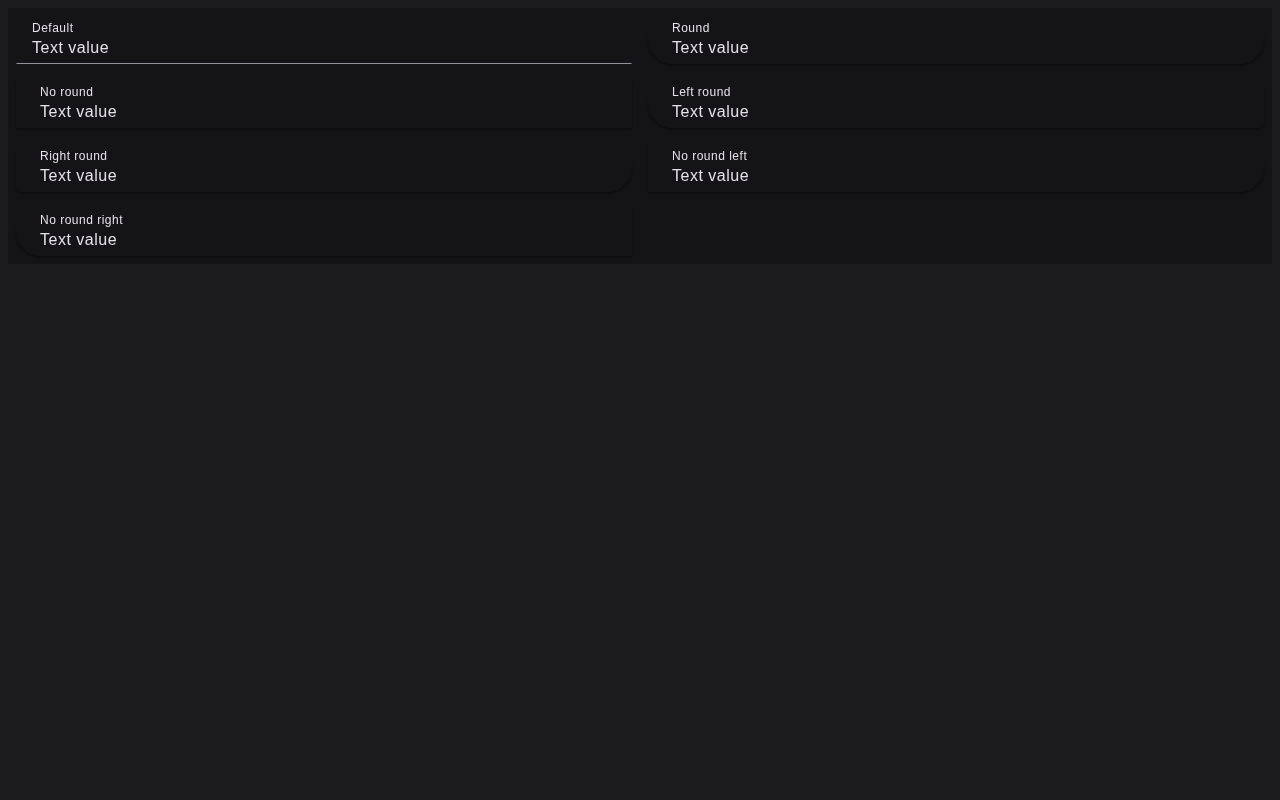 Default
Text value
Round
Text value
No round
Text value
Left round
Text value
Right round
Text value
No round left
Text value
No round right
Text value